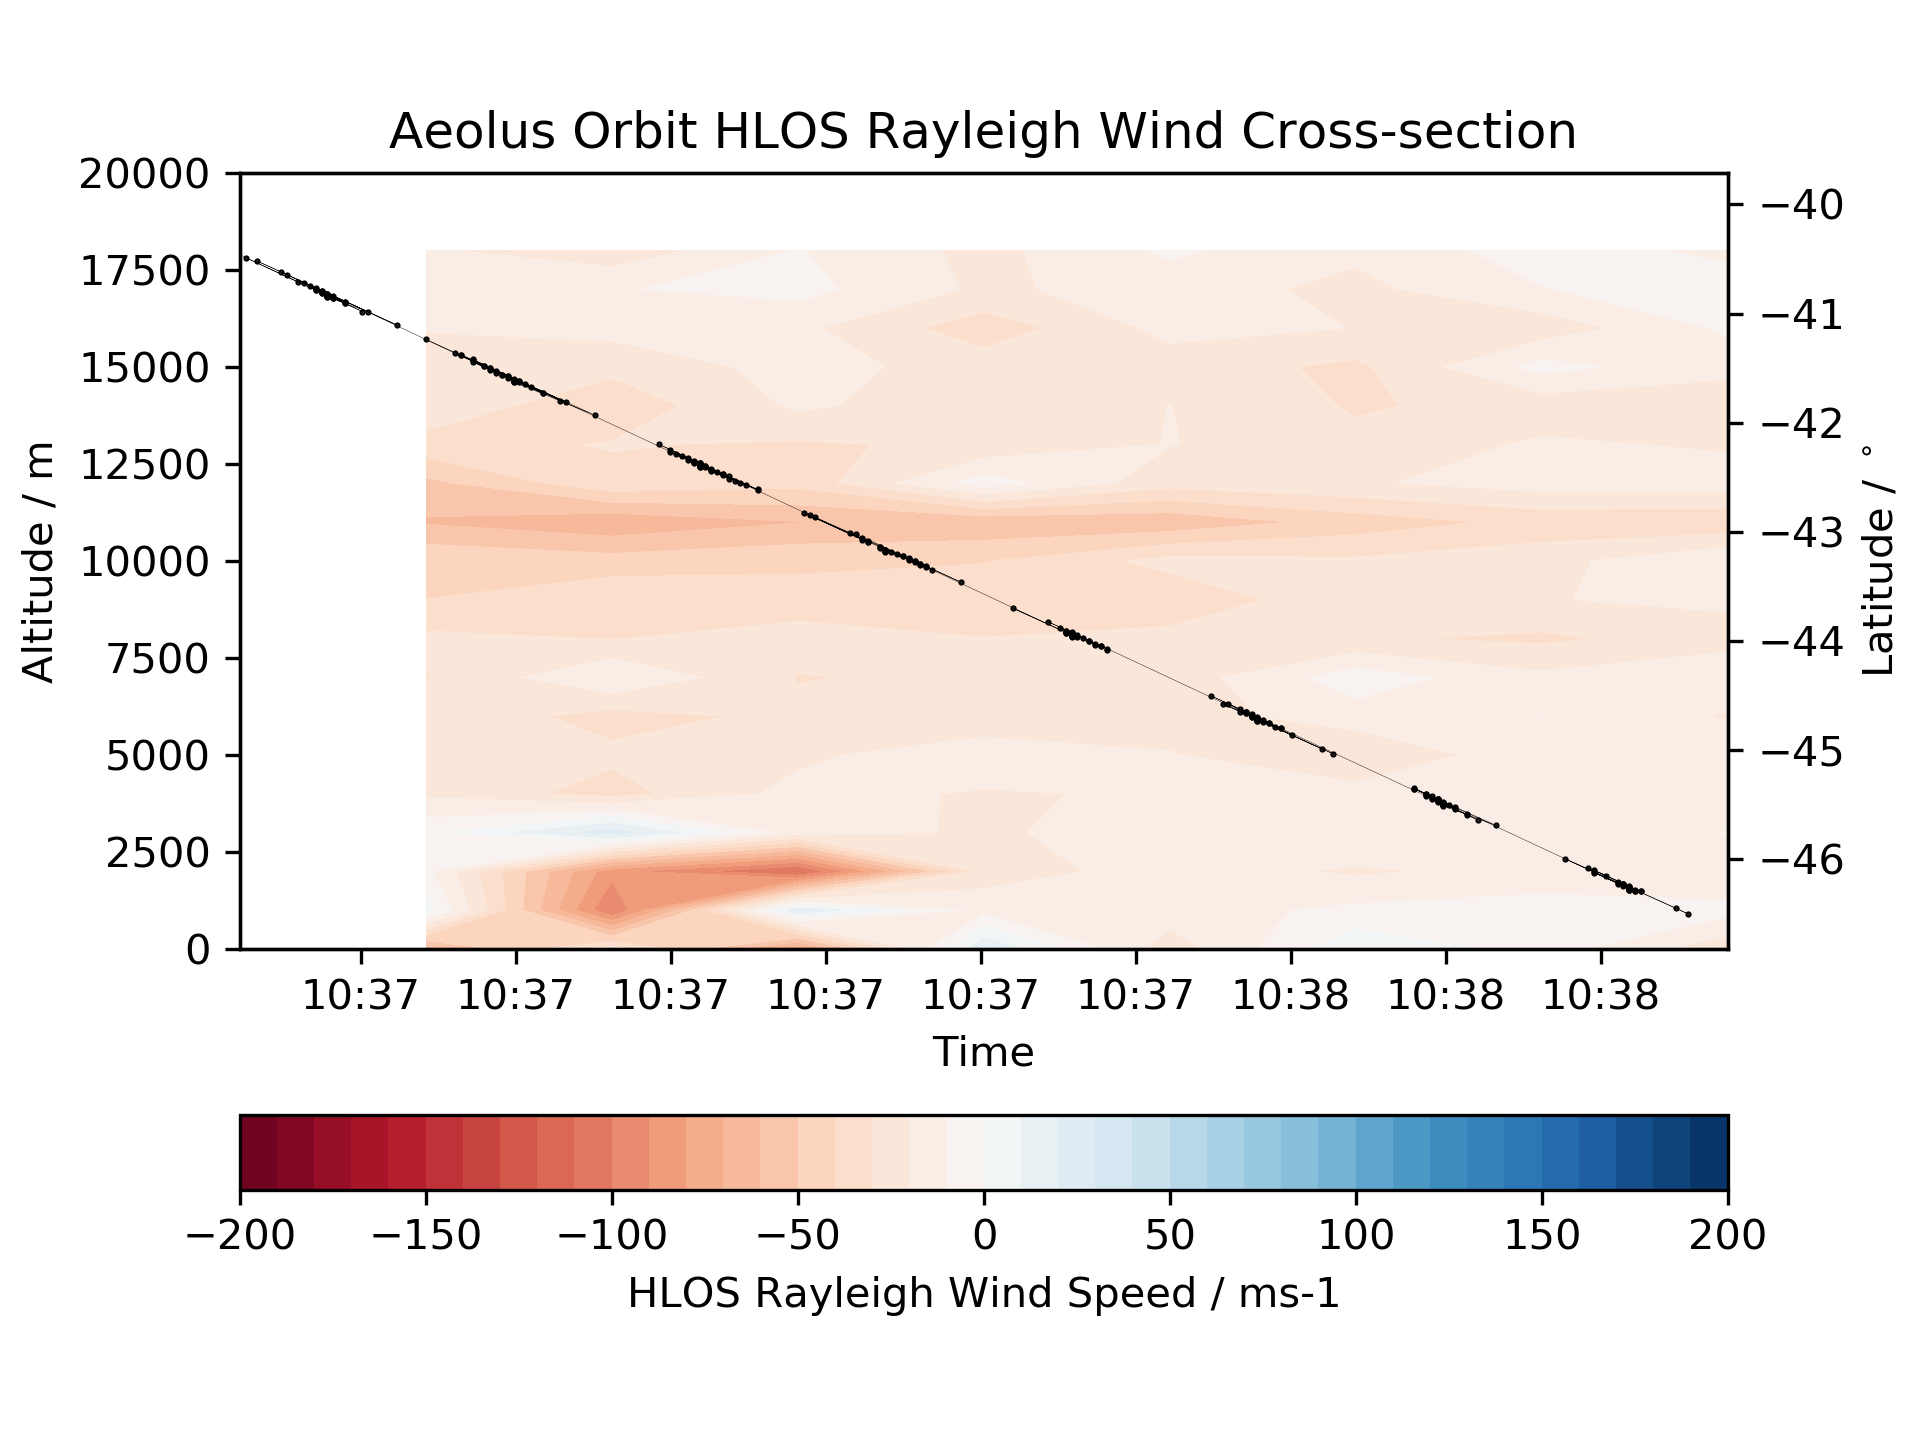 Aeolus Orbit HLOS Rayleigh Wind Cross-section
20000
17500
15000
12500
10000
7500
5000
2500
0
Altitude / m
−40
−41
−42
−43
−44
−45
−46
Latitude / °
10:37 10:37 10:37 10:37 10:37 10:37 10:38 10:38 10:38
Time
−200 −150 −100 −50 0 50 100 150 200
HLOS Rayleigh Wind Speed / ms-1